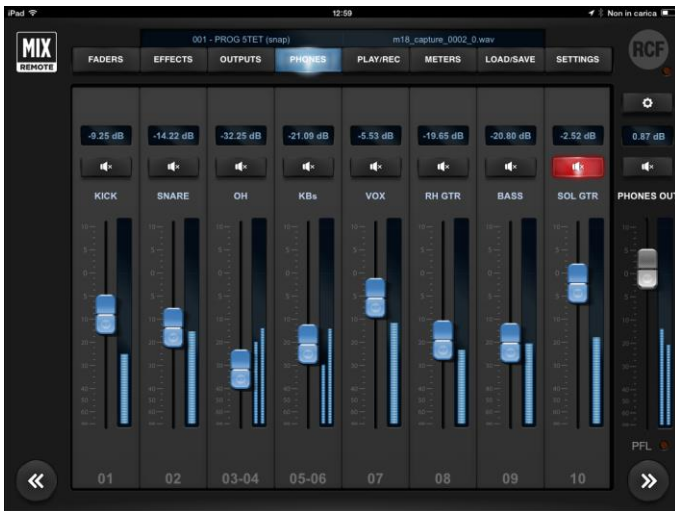 iPad 12:59 Non in carica
MIX REMOTE
001 - PROG 5TET (snap) m18_capture_0002_0.wav
RCF
FADERS EFFECTS OUTPUTS PHONES PLAY/REC METERS LOAD/SAVE SETTINGS
-9.25 dB -14.22 dB -32.25 dB -21.09 dB -5.53 dB -19.65 dB -20.80 dB -2.52 dB 0.87 dB
KICK SNARE OH KBs VOX RH GTR BASS SOL GTR PHONES OUT
PFL
01 02 03-04 05-06 07 08 09 10